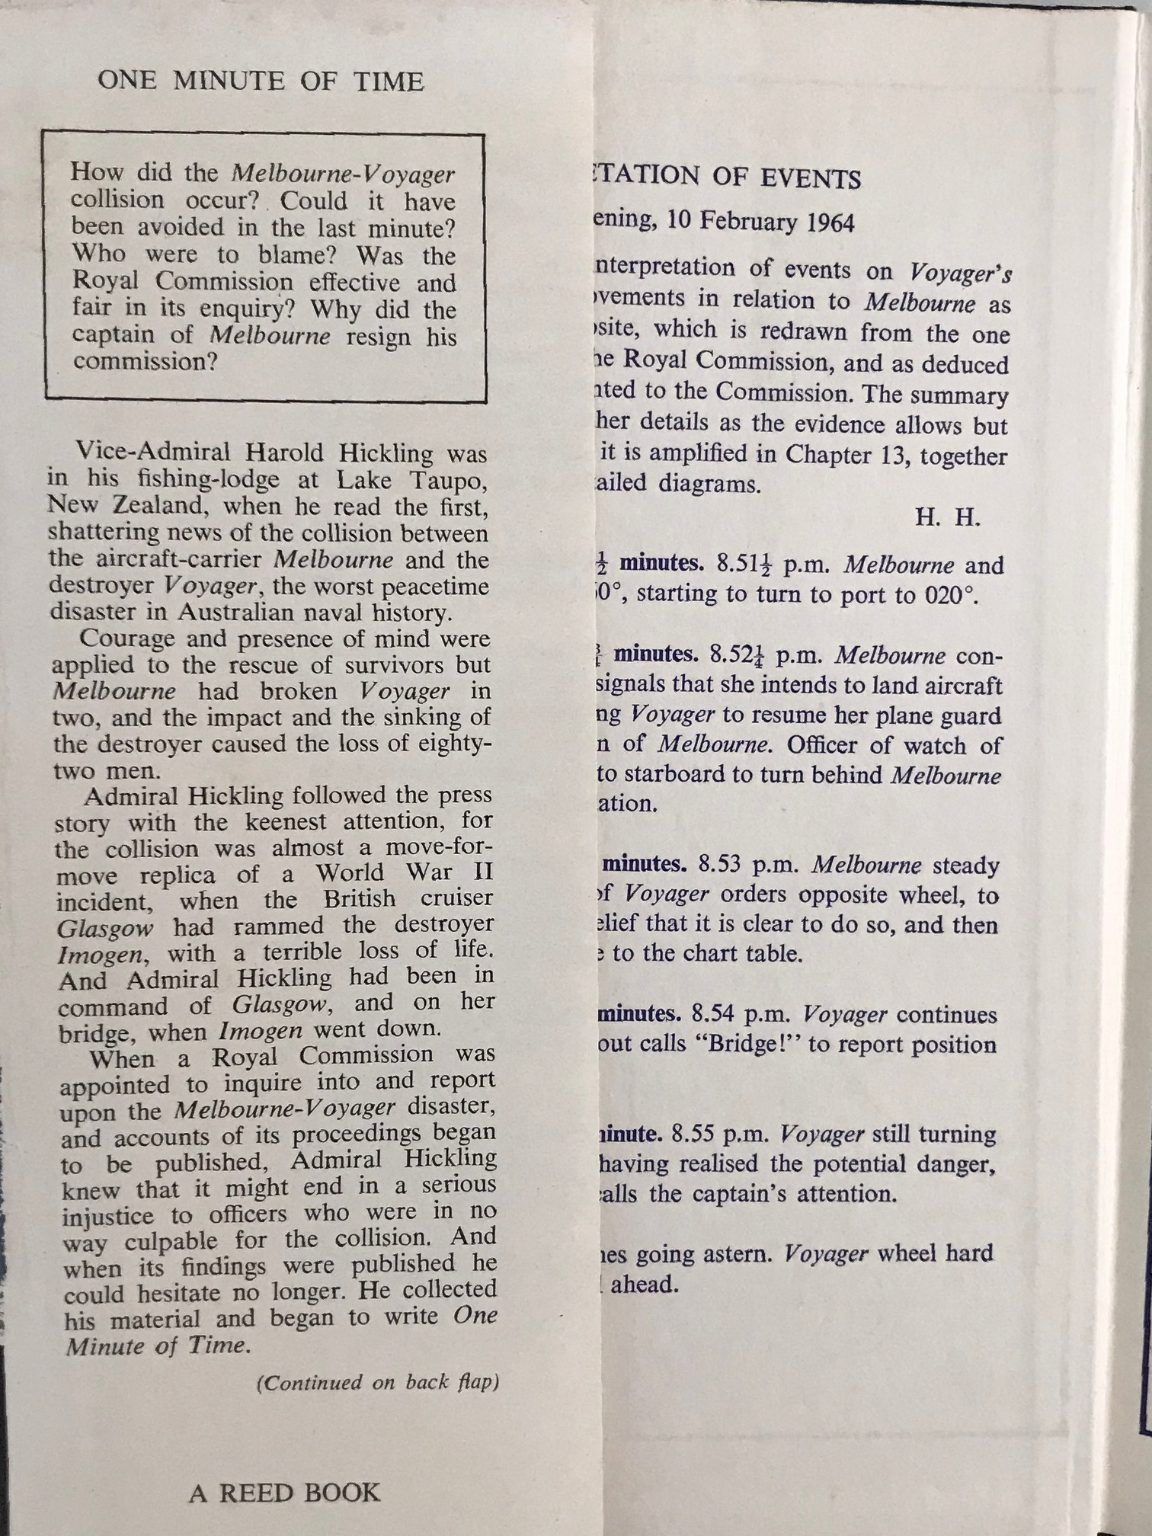 ONE MINUTE OF TIME
How did the Melbourne-Voyager
collision occur? Could it have
been avoided in the last minute?
Who were to blame? Was the
Royal Commission effective and
fair in its enquiry? Why did the
captain of Melbourne resign his
commission?
Vice-Admiral Harold Hickling was
in his fishing-lodge at Lake Taupo,
New Zealand, when he read the first,
shattering news of the collision between
the aircraft-carrier Melbourne and the
destroyer Voyager, the worst peacetime
disaster in Australian naval history.
Courage and presence of mind were
applied to the rescue of survivors but
Melbourne had broken Voyager in
two, and the impact and the sinking of
the destroyer caused the loss of eighty-
two men.
Admiral Hickling followed the press
story with the keenest attention, for
the collision was almost a move-for-
move replica of a World War II
incident, when the British cruiser
Glasgow had rammed the destroyer
Imogen, with a terrible loss of life.
And Admiral Hickling had been in
command of Glasgow, and on her
bridge, when Imogen went down.
When a Royal Commission was
appointed to inquire into and report
upon the Melbourne-Voyager disaster,
and accounts of its proceedings began
to be published, Admiral Hickling
knew that it might end in a serious
injustice to officers who were in no
way culpable for the collision. And
when its findings were published he
could hesitate no longer. He collected
his material and began to write One
Minute of Time.
(Continued on back flap)
A REED BOOK
TATION OF EVENTS
ening, 10 February 1964
nterpretation of events on Voyager's
vements in relation to Melbourne as
site, which is redrawn from the one
he Royal Commission, and as deduced
nted to the Commission. The summary
her details as the evidence allows but
it is amplified in Chapter 13, together
ailed diagrams.
H. H.
½ minutes. 8.51½ p.m. Melbourne and
0°, starting to turn to port to 020°.
minutes. 8.52¼ p.m. Melbourne con-
signals that she intends to land aircraft
ng Voyager to resume her plane guard
n of Melbourne. Officer of watch of
to starboard to turn behind Melbourne
ation.
minutes. 8.53 p.m. Melbourne steady
of Voyager orders opposite wheel, to
elief that it is clear to do so, and then
e to the chart table.
minutes. 8.54 p.m. Voyager continues
out calls "Bridge!" to report position
minute. 8.55 p.m. Voyager still turning
having realised the potential danger,
alls the captain's attention.
nes going astern. Voyager wheel hard
ahead.